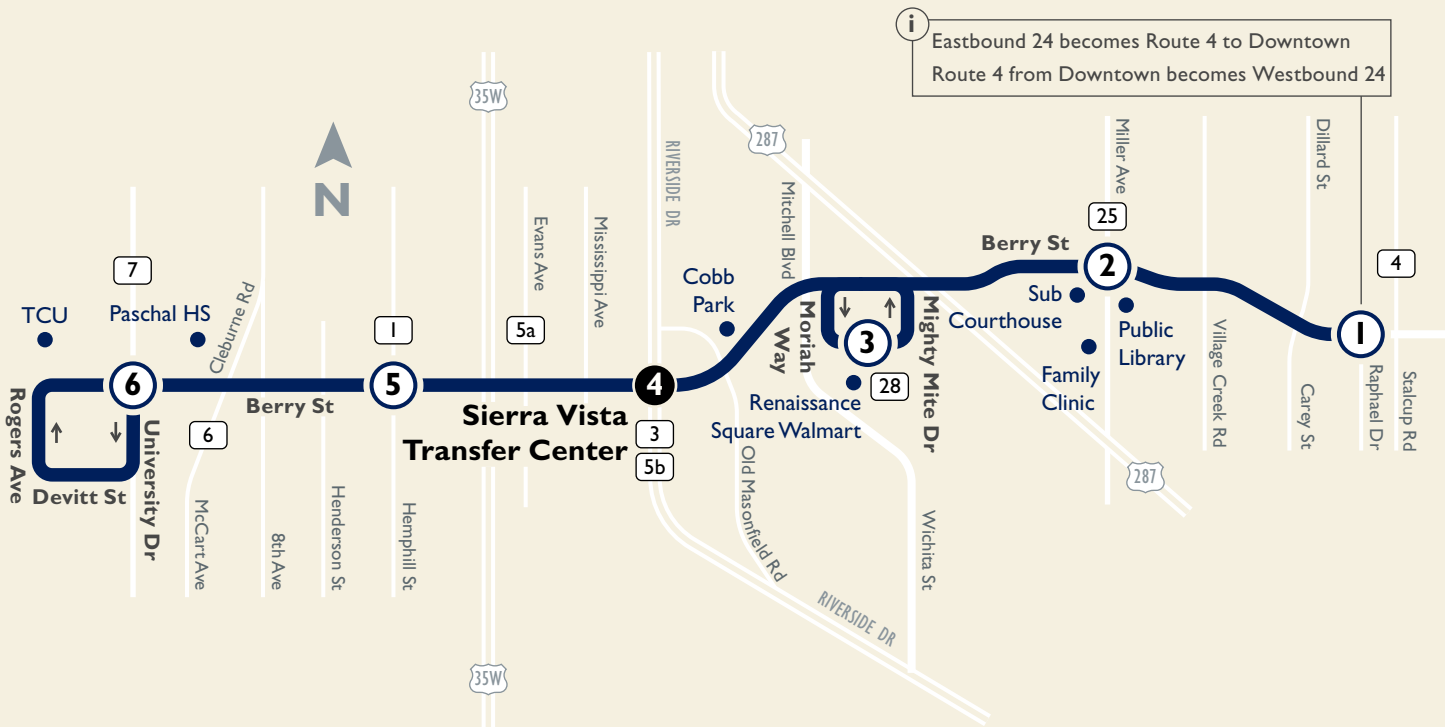 i
Eastbound 24 becomes Route 4 to Downtown
Route 4 from Downtown becomes Westbound 24
35W
287
N
RIVERSIDE DR
Mitchell Blvd
Miller Ave
Dillard St
Evans Ave
Mississippi Ave
25
Berry St
2
7
4
Cobb
Park
Sub
Courthouse
Public
Library
Family
Clinic
1
TCU
Paschal HS
Cleburne Rd
1
5a
Moriah
Way
3
Mighty Mite Dr
28
Renaissance
Square Walmart
Village Creek Rd
Carey St
Raphael Dr
Stalcup Rd
6
5
4
Rogers Ave
Berry St
Sierra Vista
Transfer Center
3
5b
6
University Dr
Devitt St
McCart Ave
8th Ave
Henderson St
Hemphill St
Old Masonfield Rd
Wichita St
287
RIVERSIDE DR
35W